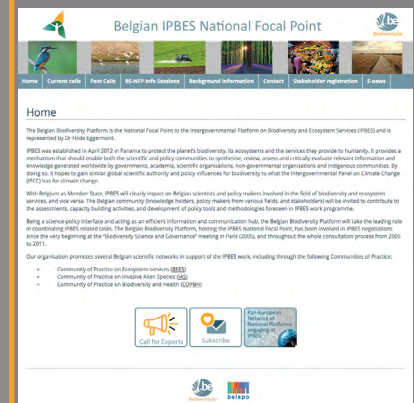 Belgian IPBES National Focal Point
Home Current calls Past Calls BE-NFP Info Sessions Background Information Contact Stakeholder registration E-news
Home
The Belgian Biodiversity Platform is the National Focal Point to the Intergovernmental Platform on Biodiversity and Ecosystem Services (IPBES) and is
represented by Dr Hilde Eggermont.
IPBES was established in April 2012 in Panama to protect the planet's biodiversity, its ecosystems and the services they provide to humanity. It provides a
mechanism that should enable both the scientific and policy communities to synthesise, review, assess and critically evaluate relevant information and
knowledge generated worldwide by governments, academia, scientific organisations, non-governmental organisations and indigenous communities. By
doing so, it hopes to gain similar global scientific authority and policy influences for biodiversity to what the Intergovernmental Panel on Climate Change
(IPCC) has for climate change.
With Belgium as Member State, IPBES will clearly impact on Belgian scientists and policy makers involved in the field of biodiversity and ecosystem
services, and vice versa. The Belgian community (knowledge holders, policy makers from various fields, and stakeholders) will be invited to contribute to
the assessments, capacity building activities, and development of policy tools and methodologies foreseen in IPBES work programme.
Being a science-policy interface and acting as an efficient information and communication hub, the Belgian Biodiversity Platform will take the leading role
in coordinating IPBES-related tasks. The Belgian Biodiversity Platform, hosting the IPBES National Focal Point, has been involved in IPBES negotiations
since the very beginning at the "Biodiversity Science and Governance" meeting in Paris (2005), and throughout the whole consultation process from 2005
to 2011.
Our organisation promotes several Belgian scientific networks in support of the IPBES work, including through the following Communities of Practice:
Community of Practice on Ecosystem services (BEES)
Community of Practice on Invasive Alien Species (IAS)
Community of Practice on Biodiversity and Health (COPBH)
Call for Experts
Subscribe
Pan-European
Network of
National Platforms
engaging in
IPBES
belspo